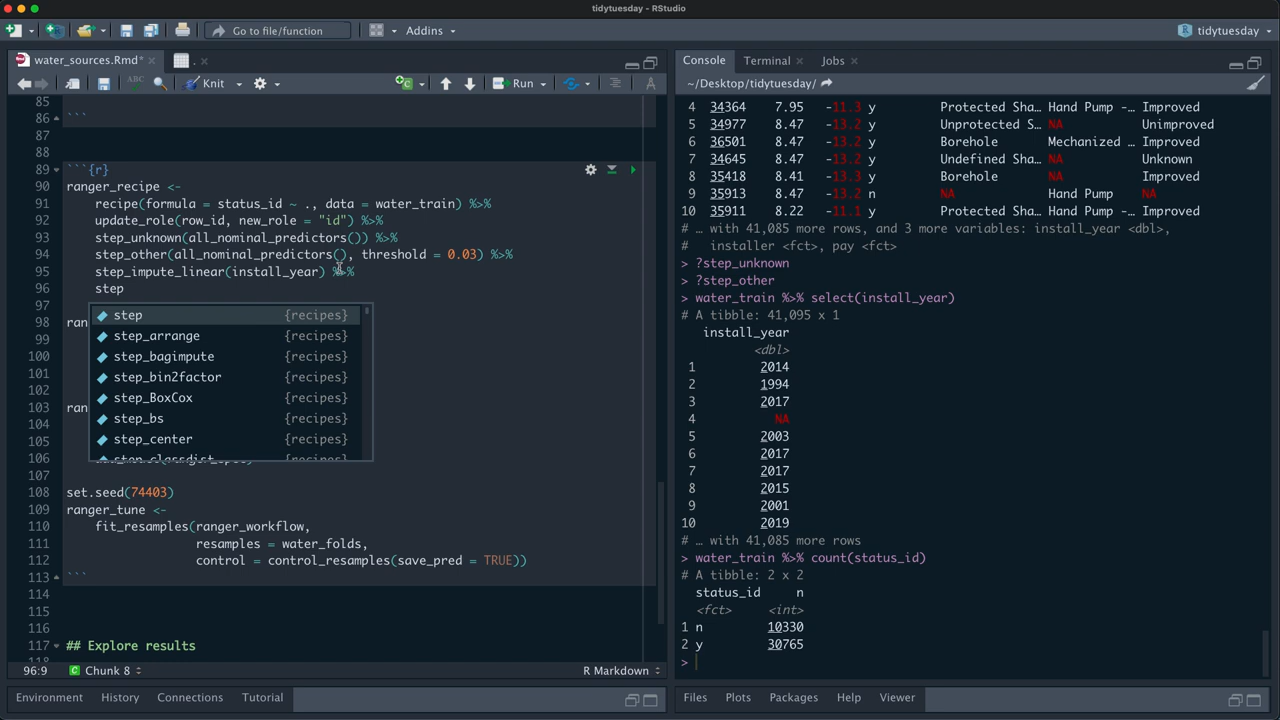 tidytuesday - RStudio
Go to file/function
Addins
tidytuesday
water_sources.Rmd*
.
ABC
Knit
Run
85
86 ```
87
88
89 ```{r}
90 ranger_recipe <-
91 recipe(formula = status_id ~ ., data = water_train) %>%
92 update_role(row_id, new_role = "id") %>%
93 step_unknown(all_nominal_predictors()) %>%
94 step_other(all_nominal_predictors(), threshold = 0.03) %>%
95 step_impute_linear(install_year) %>%
96 step
97
98 ran
99
100
101
102
103 ran
104
105
106
107
108 set.seed(74403)
109 ranger_tune <-
110 fit_resamples(ranger_workflow,
111 resamples = water_folds,
112 control = control_resamples(save_pred = TRUE))
113 ```
114
115
116
117 ## Explore results
118
step {recipes}
step_arrange {recipes}
step_bagimpute {recipes}
step_bin2factor {recipes}
step_BoxCox {recipes}
step_bs {recipes}
step_center {recipes}
step_classdist {recipes}
96:9 Chunk 8 R Markdown
Environment History Connections Tutorial
Console Terminal Jobs
~/Desktop/tidytuesday/
4 34364 7.95 -11.3 y Protected Sha… Hand Pump -… Improved
5 34977 8.47 -13.2 y Unprotected S… NA Unimproved
6 36501 8.47 -13.2 y Borehole Mechanized … Improved
7 34645 8.47 -13.2 y Undefined Sha… NA Unknown
8 35418 8.41 -13.3 y Borehole NA Improved
9 35913 8.47 -13.2 n NA Hand Pump NA
10 35911 8.22 -11.1 y Protected Sha… Hand Pump -… Improved
# … with 41,085 more rows, and 3 more variables: install_year <dbl>,
# installer <fct>, pay <fct>
> ?step_unknown
> ?step_other
> water_train %>% select(install_year)
# A tibble: 41,095 x 1
install_year
<dbl>
1 2014
2 1994
3 2017
4 NA
5 2003
6 2017
7 2017
8 2015
9 2001
10 2019
# … with 41,085 more rows
> water_train %>% count(status_id)
# A tibble: 2 x 2
status_id n
<fct> <int>
1 n 10330
2 y 30765
>
Files Plots Packages Help Viewer